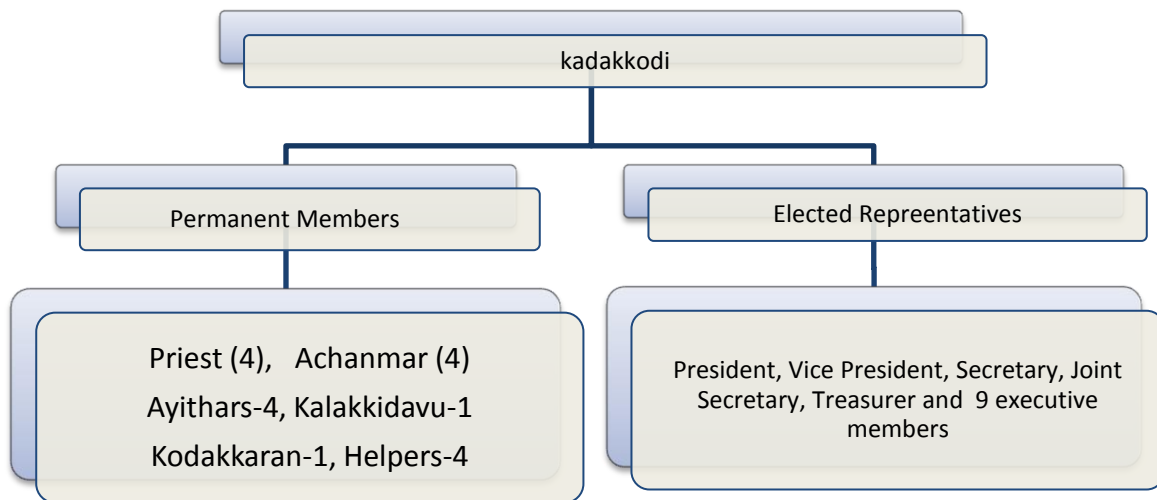 kadakkodi
Permanent Members
Elected Repreentatives
Priest (4), Achanmar (4)
Ayithars-4, Kalakkidavu-1
Kodakkaran-1, Helpers-4
President, Vice President, Secretary, Joint
Secretary, Treasurer and 9 executive
members